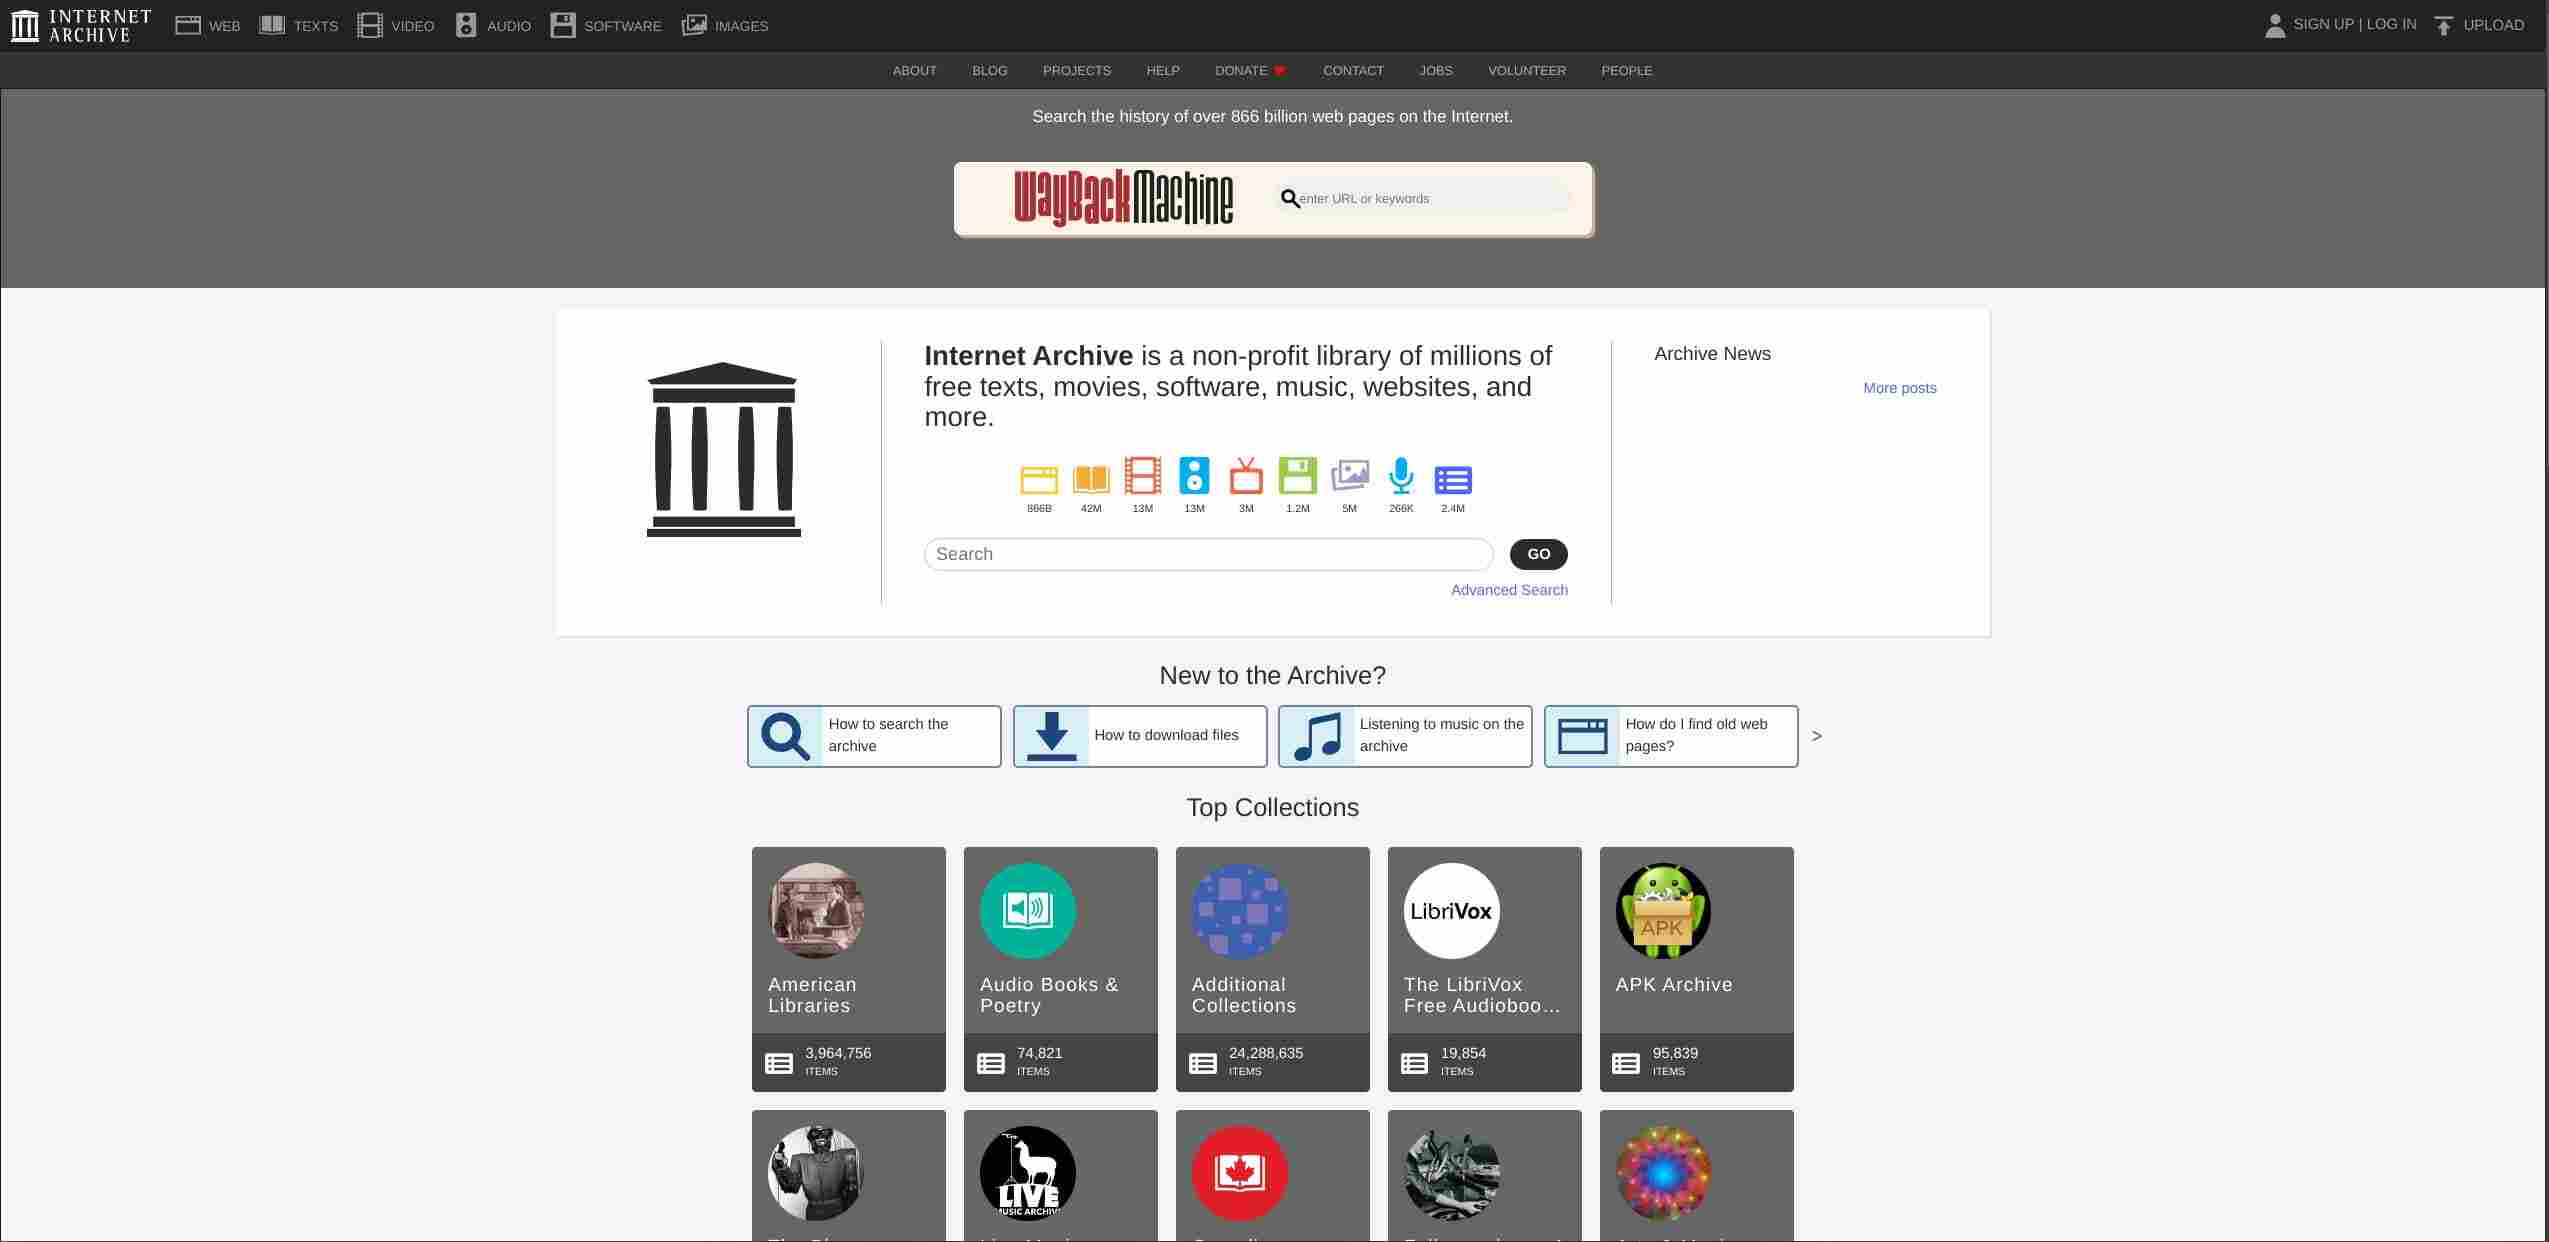 INTERNET ARCHIVE
WEB
TEXTS
VIDEO
AUDIO
SOFTWARE
IMAGES
SIGN UP | LOG IN
UPLOAD
ABOUT
BLOG
PROJECTS
HELP
DONATE
CONTACT
JOBS
VOLUNTEER
PEOPLE
Search the history of over 866 billion web pages on the Internet.
WayBackMachine
enter URL or keywords
Internet Archive is a non-profit library of millions of
free texts, movies, software, music, websites, and
more.
866B
42M
13M
13M
3M
1.2M
5M
266K
2.4M
Search
GO
Advanced Search
Archive News
More posts
New to the Archive?
How to search the
archive
How to download files
Listening to music on the
archive
How do I find old web
pages?
>
Top Collections
American
Libraries
3,964,756
ITEMS
Audio Books &
Poetry
74,821
ITEMS
Additional
Collections
24,288,635
ITEMS
LibriVox
The LibriVox
Free Audioboo...
19,854
ITEMS
APK
APK Archive
95,839
ITEMS
LIVE
MUSIC ARCHIVE